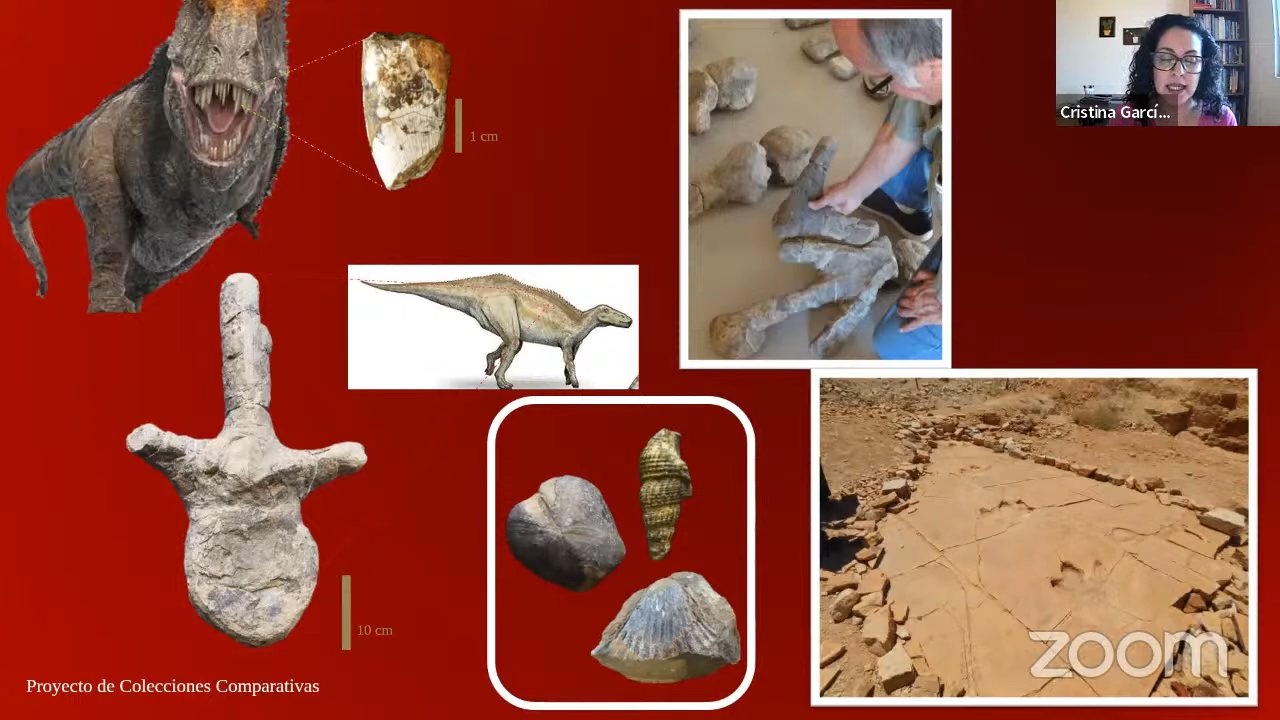 1 cm
Cristina Garcí...
10 cm
Proyecto de Colecciones Comparativas
zoom